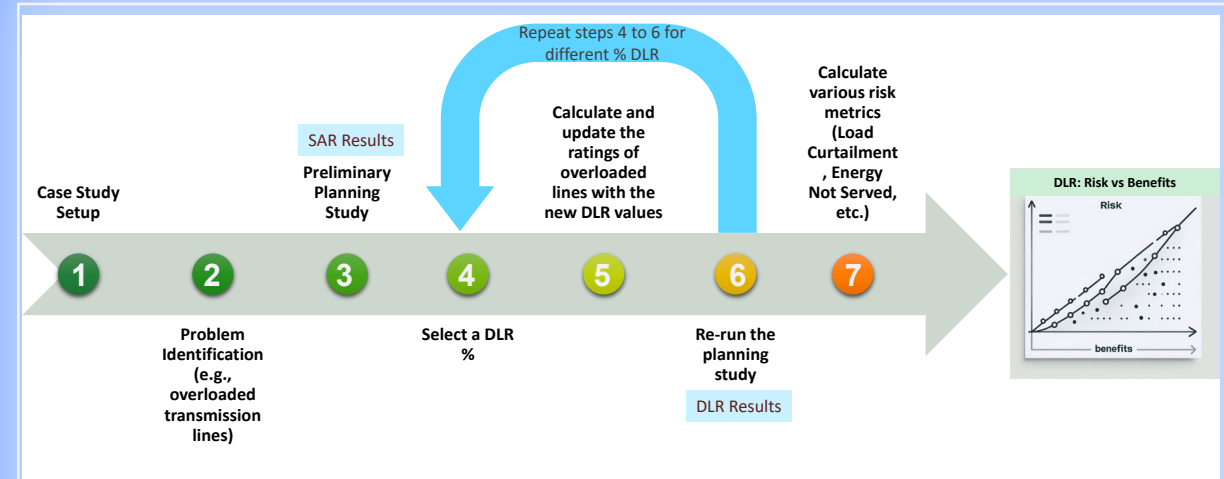 Repeat steps 4 to 6 for
different % DLR
Case Study
Setup
1
Problem
Identification
(e.g.,
overloaded
transmission
lines)
2
SAR Results
Preliminary
Planning
Study
3
Select a DLR
%
4
Calculate and
update the
ratings of
overloaded
lines with the
new DLR values
5
Re-run the
planning
study
DLR Results
6
Calculate
various risk
metrics
(Load
Curtailment
, Energy
Not Served,
etc.)
7
DLR: Risk vs Benefits
Risk
benefits